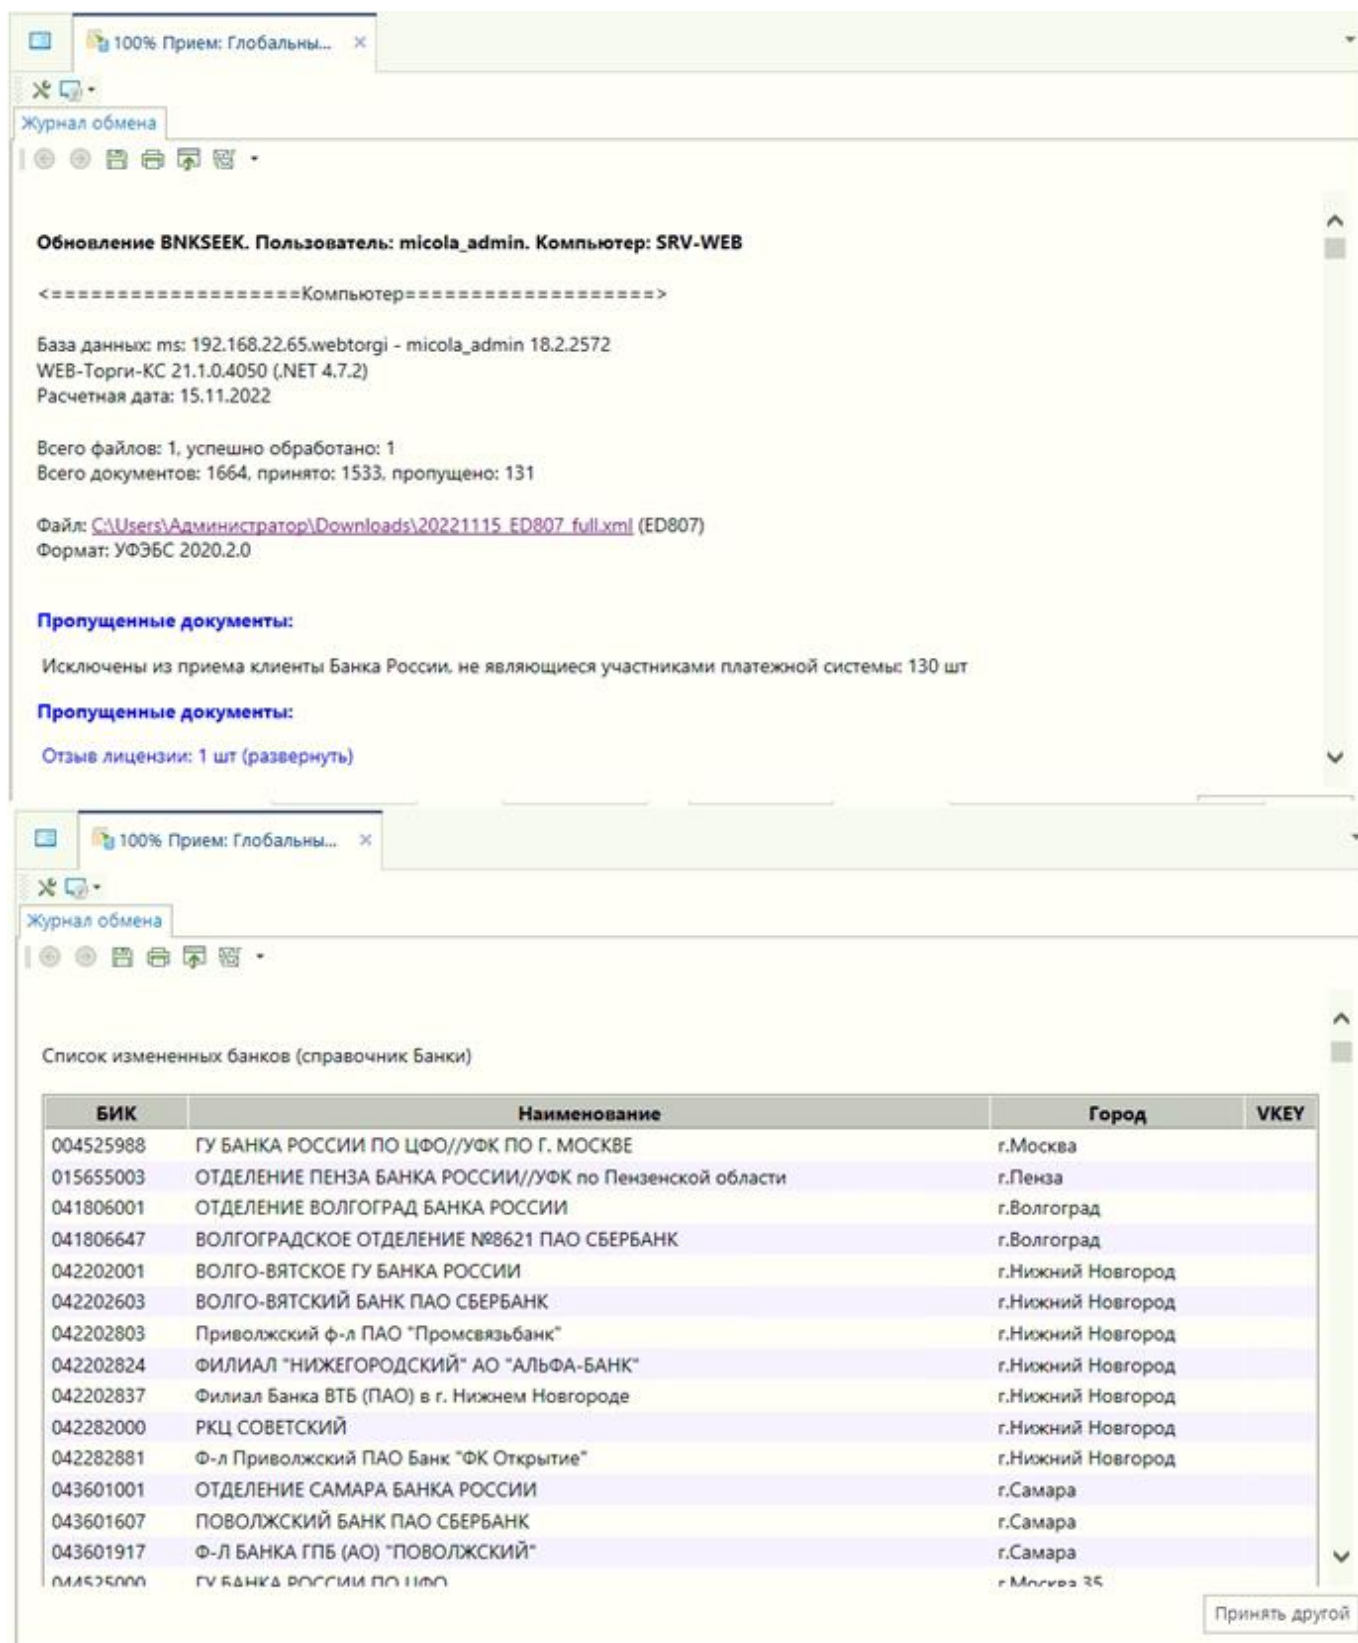 100% Прием: Глобальны...
Журнал обмена
Обновление BNKSEEK. Пользователь: micola_admin. Компьютер: SRV-WEB
<====================Компьютер===================>
База данных: ms: 192.168.22.65.webtorgi - micola_admin 18.2.2572
WEB-Торги-КС 21.1.0.4050 (.NET 4.7.2)
Расчетная дата: 15.11.2022
Всего файлов: 1, успешно обработано: 1
Всего документов: 1664, принято: 1533, пропущено: 131
Файл: C:\Users\Администратор\Downloads\20221115_ED807_full.xml (ED807)
Формат: УФЭБС 2020.2.0
Пропущенные документы:
Исключены из приема клиенты Банка России, не являющиеся участниками платежной системы: 130 шт
Пропущенные документы:
Отзыв лицензии: 1 шт (развернуть)
100% Прием: Глобальны...
Журнал обмена
Список измененных банков (справочник Банки)
БИК Наименование Город VKEY
004525988 ГУ БАНКА РОССИИ ПО ЦФО//УФК ПО Г. МОСКВЕ г.Москва
015655003 ОТДЕЛЕНИЕ ПЕНЗА БАНКА РОССИИ//УФК по Пензенской области г.Пенза
041806001 ОТДЕЛЕНИЕ ВОЛГОГРАД БАНКА РОССИИ г.Волгоград
041806647 ВОЛГОГРАДСКОЕ ОТДЕЛЕНИЕ №8621 ПАО СБЕРБАНК г.Волгоград
042202001 ВОЛГО-ВЯТСКОЕ ГУ БАНКА РОССИИ г.Нижний Новгород
042202603 ВОЛГО-ВЯТСКИЙ БАНК ПАО СБЕРБАНК г.Нижний Новгород
042202803 Приволжский ф-л ПАО "Промсвязьбанк" г.Нижний Новгород
042202824 ФИЛИАЛ "НИЖЕГОРОДСКИЙ" АО "АЛЬФА-БАНК" г.Нижний Новгород
042202837 Филиал Банка ВТБ (ПАО) в г. Нижнем Новгороде г.Нижний Новгород
042282000 РКЦ СОВЕТСКИЙ г.Нижний Новгород
042282881 Ф-л Приволжский ПАО Банк "ФК Открытие" г.Нижний Новгород
043601001 ОТДЕЛЕНИЕ САМАРА БАНКА РОССИИ г.Самара
043601607 ПОВОЛЖСКИЙ БАНК ПАО СБЕРБАНК г.Самара
043601917 Ф-Л БАНКА ГПБ (АО) "ПОВОЛЖСКИЙ" г.Самара
044525000 ГУ БАНКА РОССИИ ПО ЦФО г.Москва 35
Принять другой